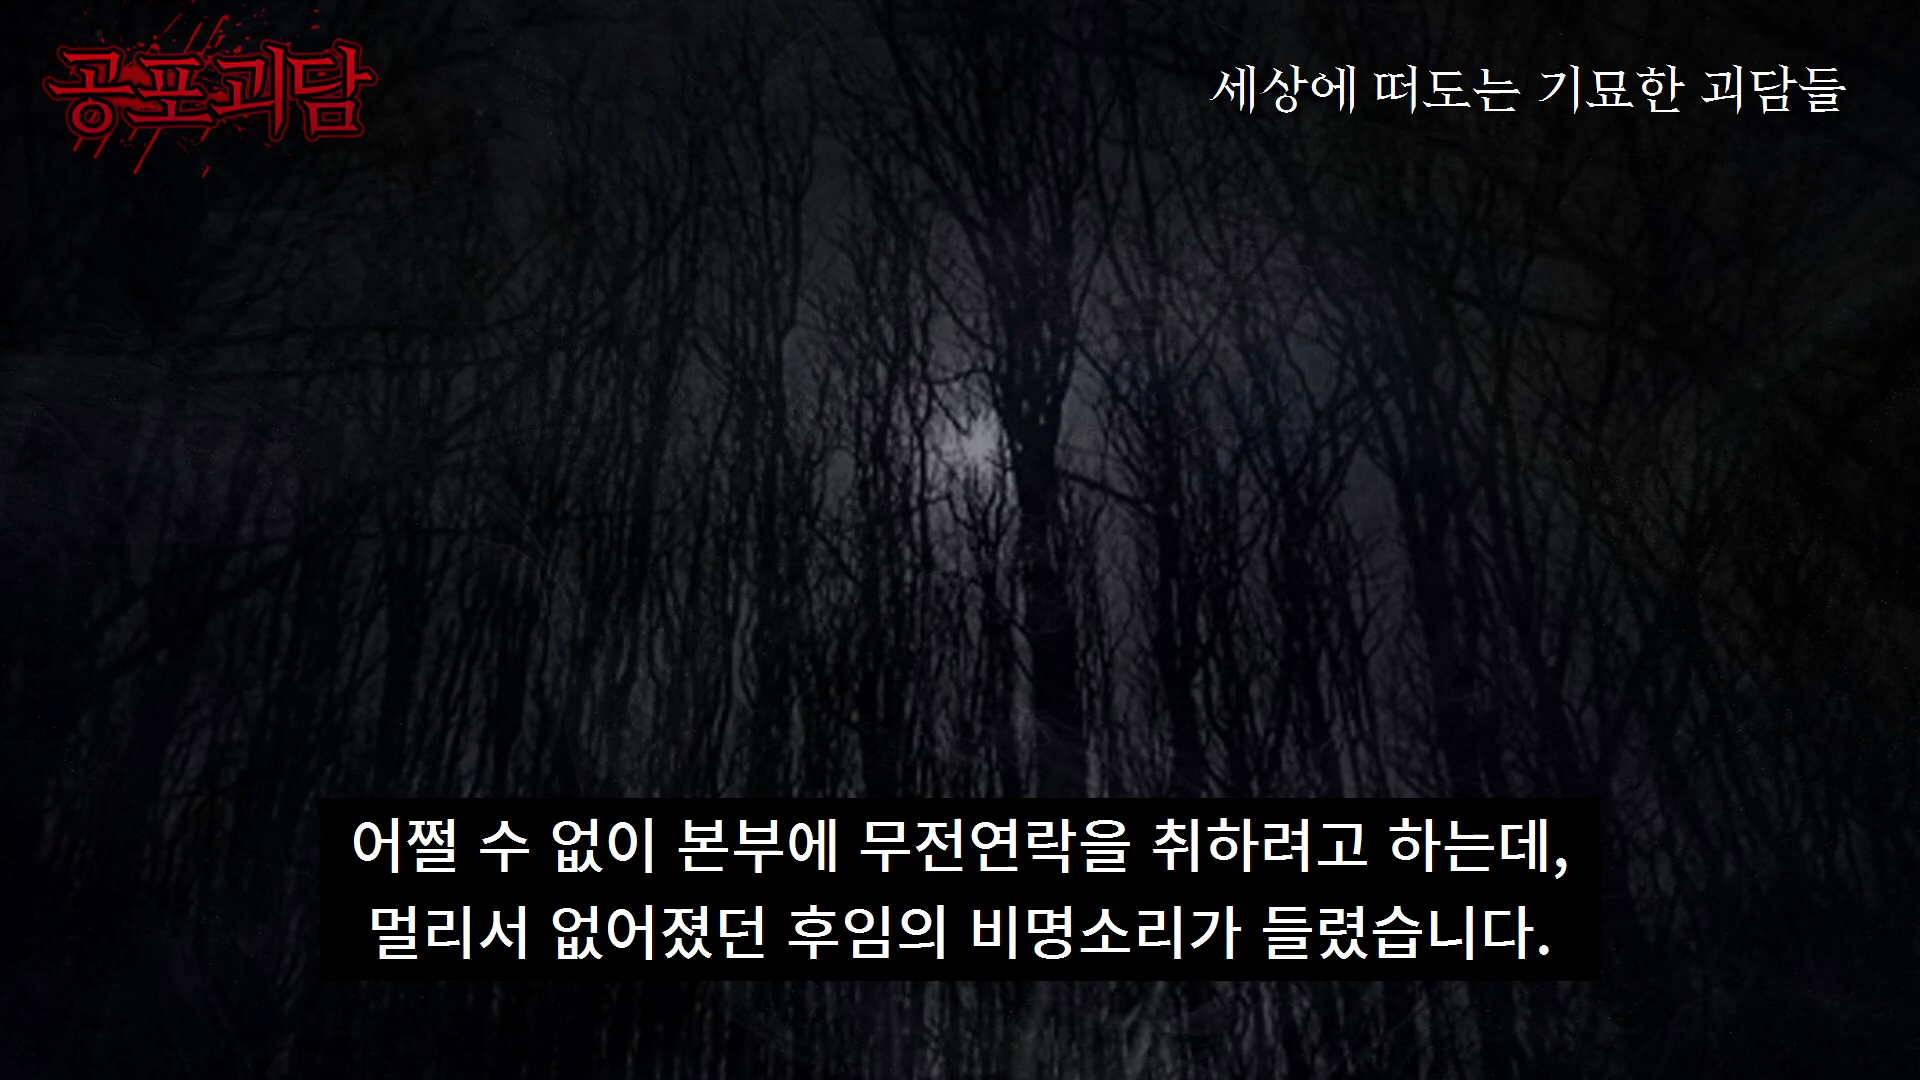 공포괴담
세상에 떠도는 기묘한 괴담들
어쩔 수 없이 본부에 무전연락을 취하려고 하는데,
멀리서 없어졌던 후임의 비명소리가 들렸습니다.